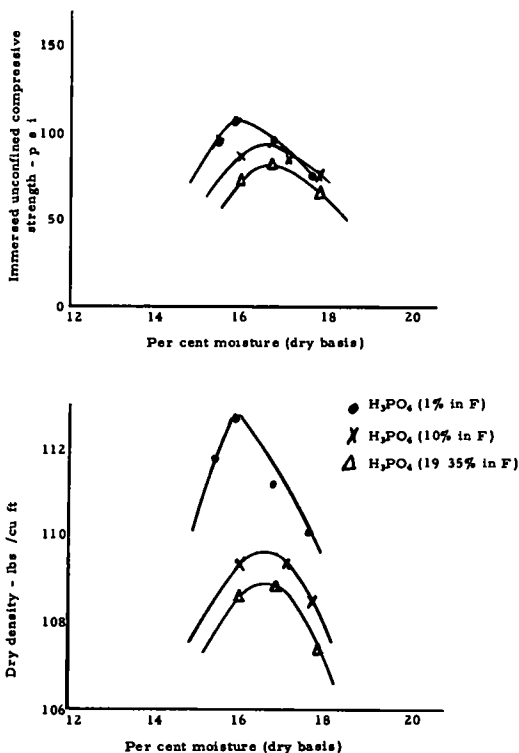 Immersed unconfined compressive
strength - p s i
150
100
50
0
12 14 16 18 20
Per cent moisture (dry basis)
H₃PO₄ (1% in F)
H₃PO₄ (10% in F)
H₃PO₄ (19 35% in F)
Dry density - lbs /cu ft
112
110
108
106
12 14 16 18 20
Per cent moisture (dry basis)